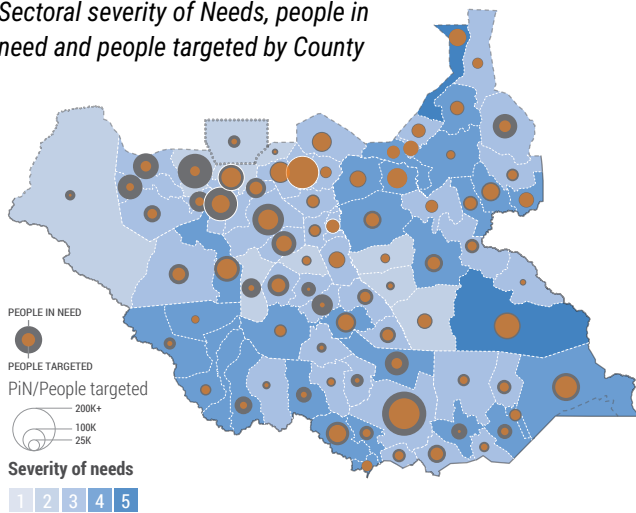 Sectoral severity of Needs, people in
need and people targeted by County
PEOPLE IN NEED
PEOPLE TARGETED
PiN/People targeted
200K+
100K
25K
Severity of needs
1 2 3 4 5